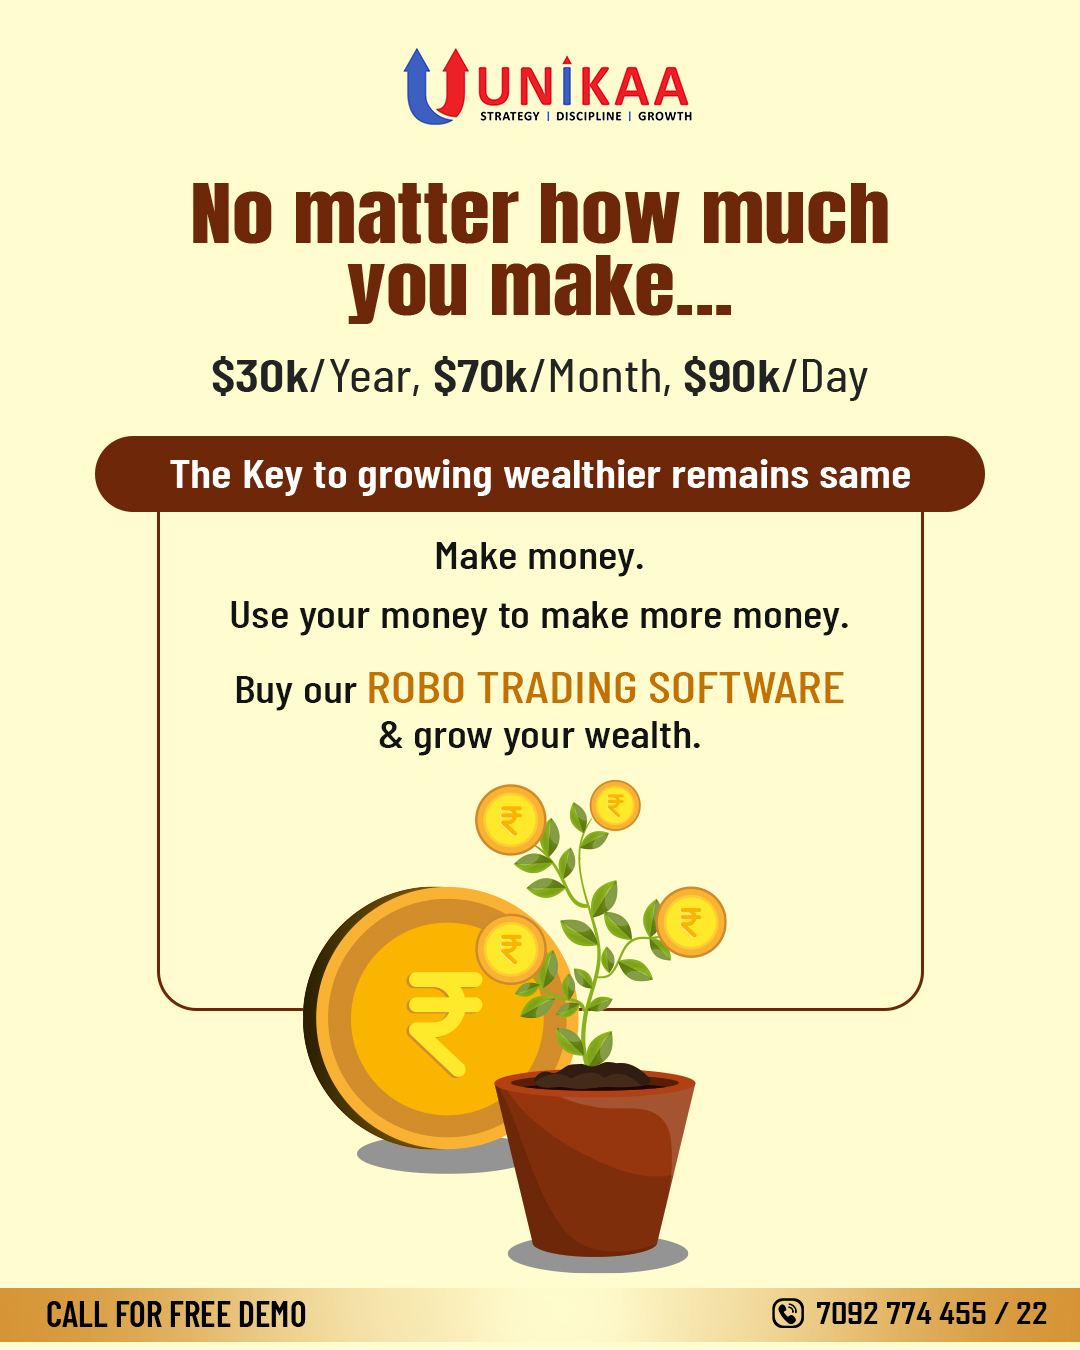 UNiKAA
STRATEGY | DISCIPLINE | GROWTH
No matter how much
you make...
$30k/Year, $70k/Month, $90k/Day
The Key to growing wealthier remains same
Make money.
Use your money to make more money.
Buy our ROBO TRADING SOFTWARE
& grow your wealth.
₹
₹
₹
₹
₹
CALL FOR FREE DEMO
7092 774 455 / 22